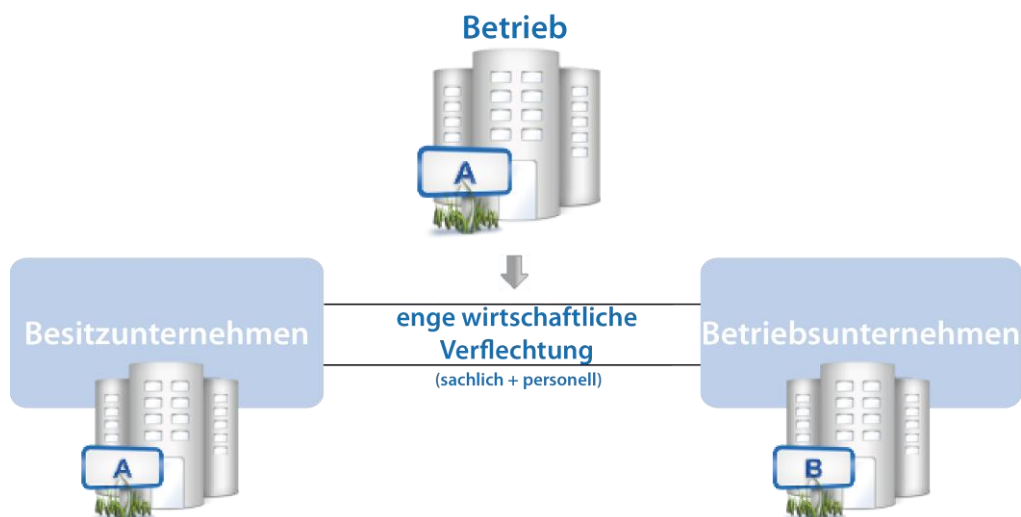 Betrieb
A
Besitzunternehmen
enge wirtschaftliche
Verflechtung
(sachlich + personell)
Betriebsunternehmen
A
B